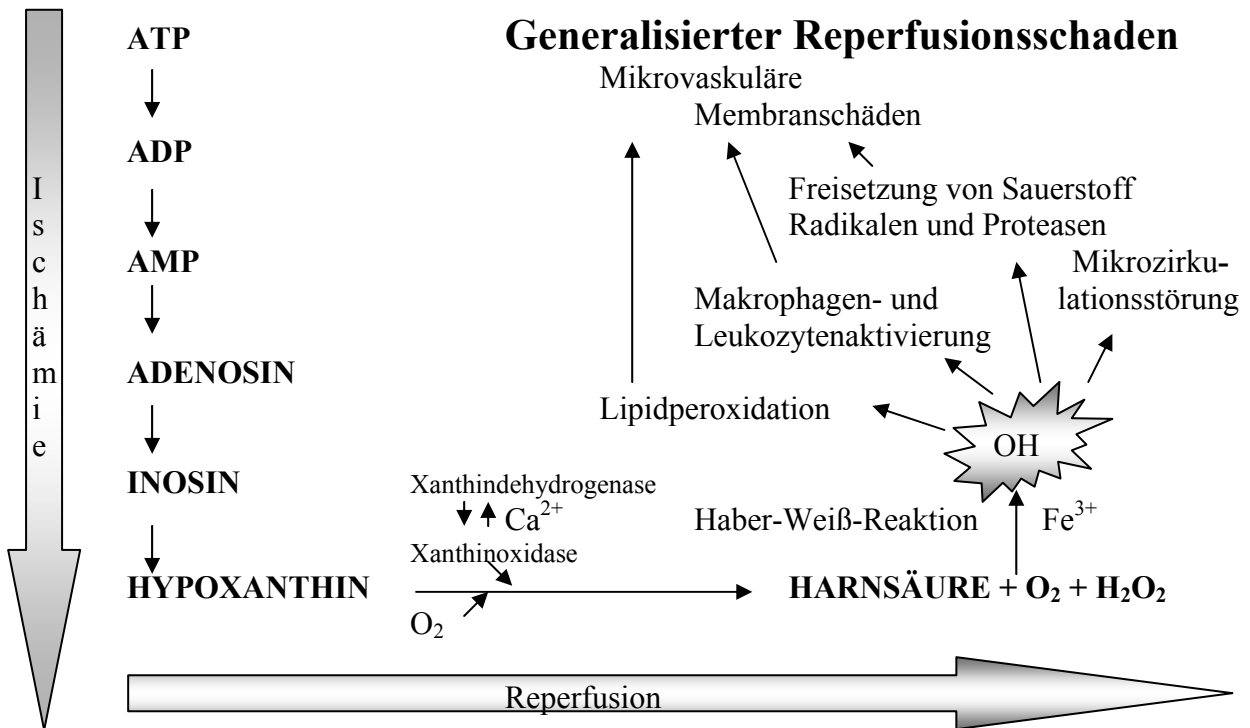 Generalisierter Reperfusionsschaden
ATP
ADP
AMP
ADENOSIN
INOSIN
HYPOXANTHIN
Ischämie
Mikrovaskuläre
Membranschäden
Freisetzung von Sauerstoff
Radikalen und Proteasen
Mikrozirku-
lationsstörung
Makrophagen- und
Leukozytenaktivierung
Lipidperoxidation
OH
Xanthindehydrogenase
Ca²⁺
Xanthinoxidase
O₂
Haber-Weiß-Reaktion
Fe³⁺
HARNSÄURE + O₂ + H₂O₂
Reperfusion